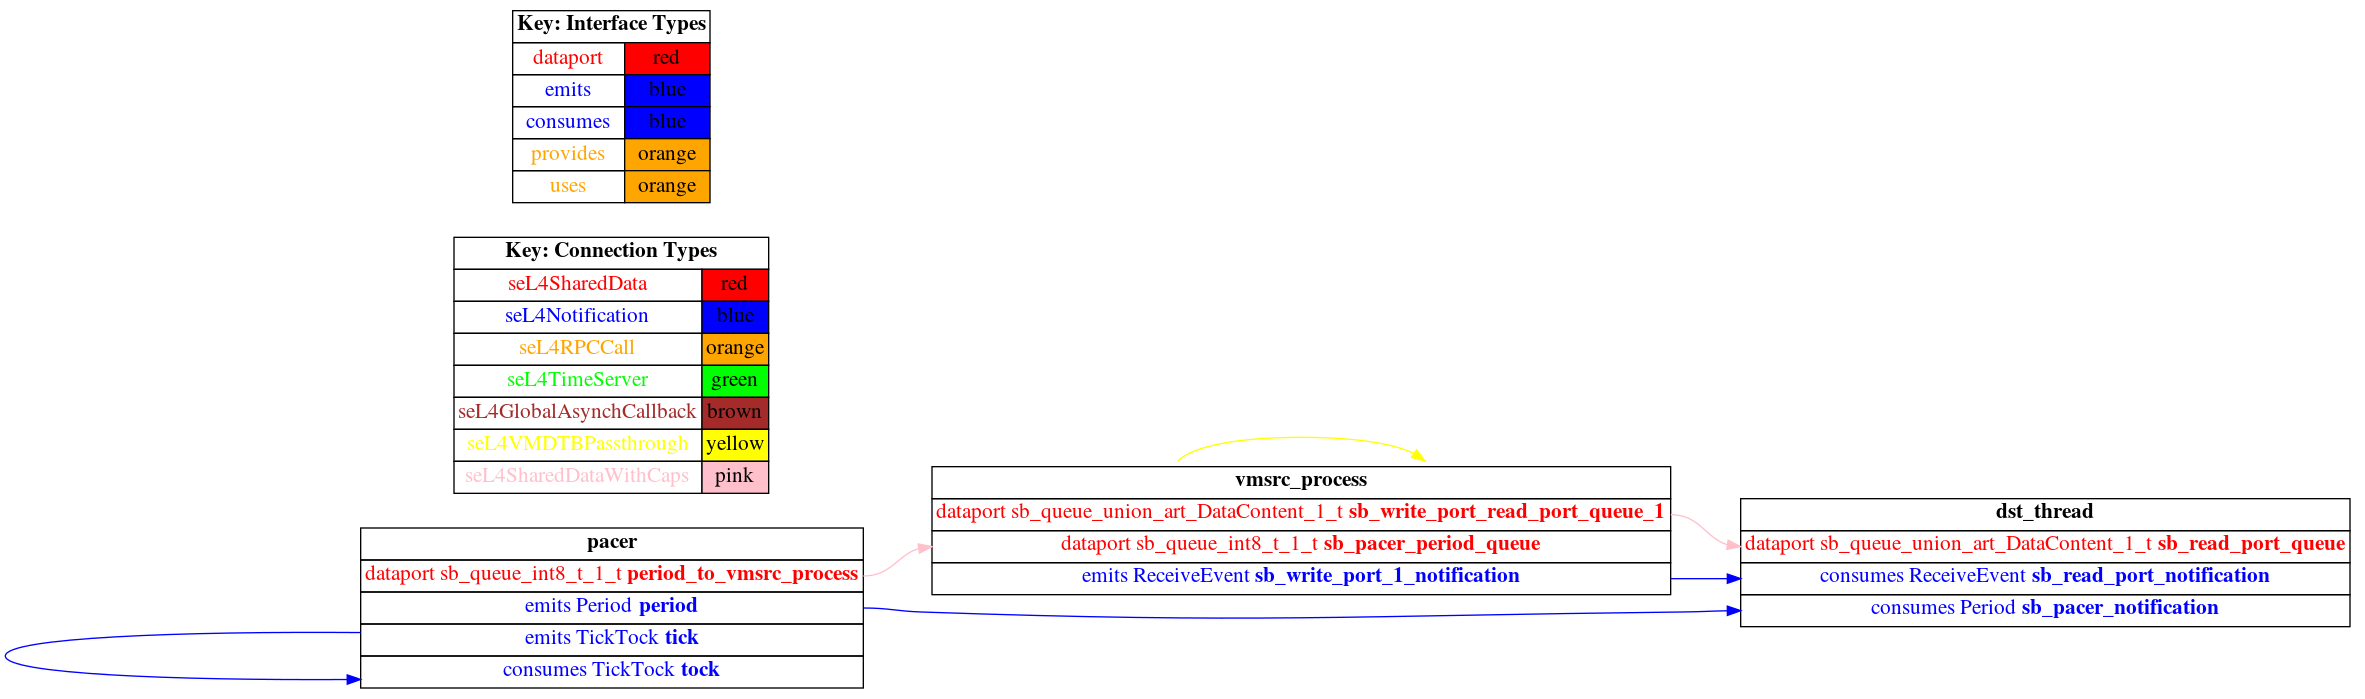 Key: Interface Types
dataport red
emits blue
consumes blue
provides orange
uses orange
Key: Connection Types
seL4SharedData red
seL4Notification blue
seL4RPCCall orange
seL4TimeServer green
seL4GlobalAsynchCallback brown
seL4VMDTBPassthrough yellow
seL4SharedDataWithCaps pink
pacer
dataport sb_queue_int8_t_1_t period_to_vmsrc_process
emits Period period
emits TickTock tick
consumes TickTock tock
vmsrc_process
dataport sb_queue_union_art_DataContent_1_t sb_write_port_read_port_queue_1
dataport sb_queue_int8_t_1_t sb_pacer_period_queue
emits ReceiveEvent sb_write_port_1_notification
dst_thread
dataport sb_queue_union_art_DataContent_1_t sb_read_port_queue
consumes ReceiveEvent sb_read_port_notification
consumes Period sb_pacer_notification